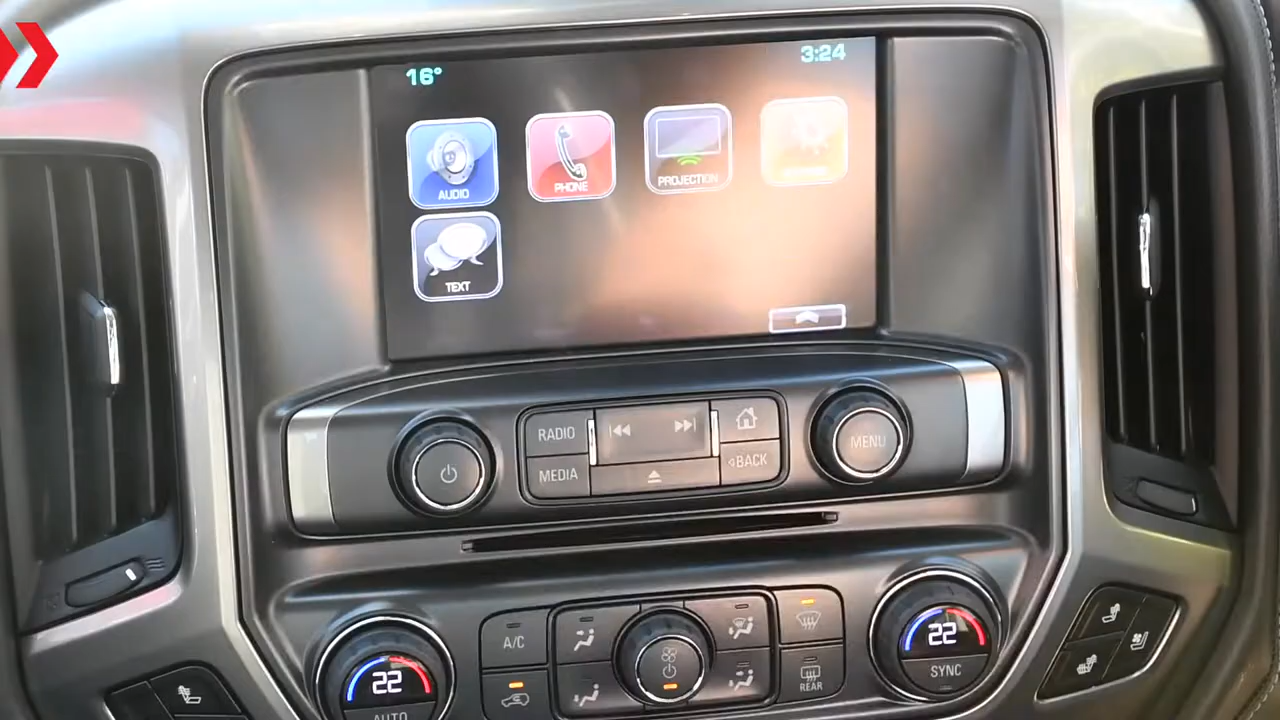 16°
3:24
AUDIO
PHONE
PROJECTION
TEXT
RADIO
MEDIA
BACK
MENU
A/C
REAR
22
AUTO
22
SYNC